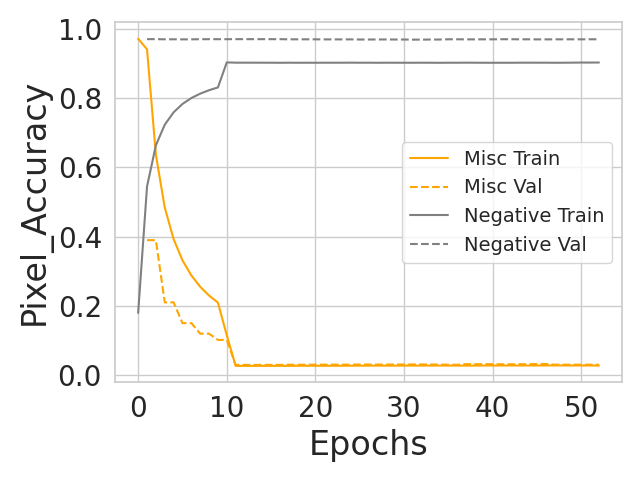 1.0
0.8
0.6
0.4
0.2
0.0
Pixel_Accuracy
Misc Train
Misc Val
Negative Train
Negative Val
0 10 20 30 40 50
Epochs